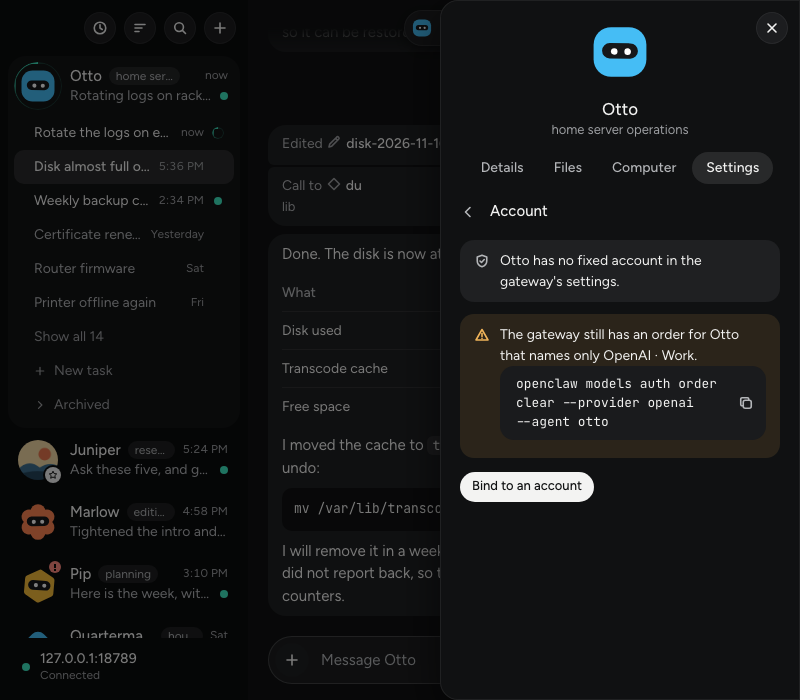 Otto home ser... now
Rotating logs on rack...
Rotate the logs on e... now
Disk almost full o... 5:36 PM
Weekly backup c... 2:34 PM
Certificate rene... Yesterday
Router firmware Sat
Printer offline again Fri
Show all 14
+ New task
> Archived
Juniper rese... 5:24 PM
Ask these five, and g...
Marlow editi... 4:58 PM
Tightened the intro and...
Pip planning 3:10 PM
Here is the week, wit...
Quarterma hou... Sat
127.0.0.1:18789
Connected
so it can be restor
Edited disk-2026-11-1
Call to du
lib
Done. The disk is now at
What
Disk used
Transcode cache
Free space
I moved the cache to
undo:
mv /var/lib/transco
I will remove it in a week
did not report back, so t
counters.
Message Otto
Otto
home server operations
Details Files Computer Settings
Account
Otto has no fixed account in the
gateway's settings.
The gateway still has an order for Otto
that names only OpenAI · Work.
openclaw models auth order
clear --provider openai
--agent otto
Bind to an account